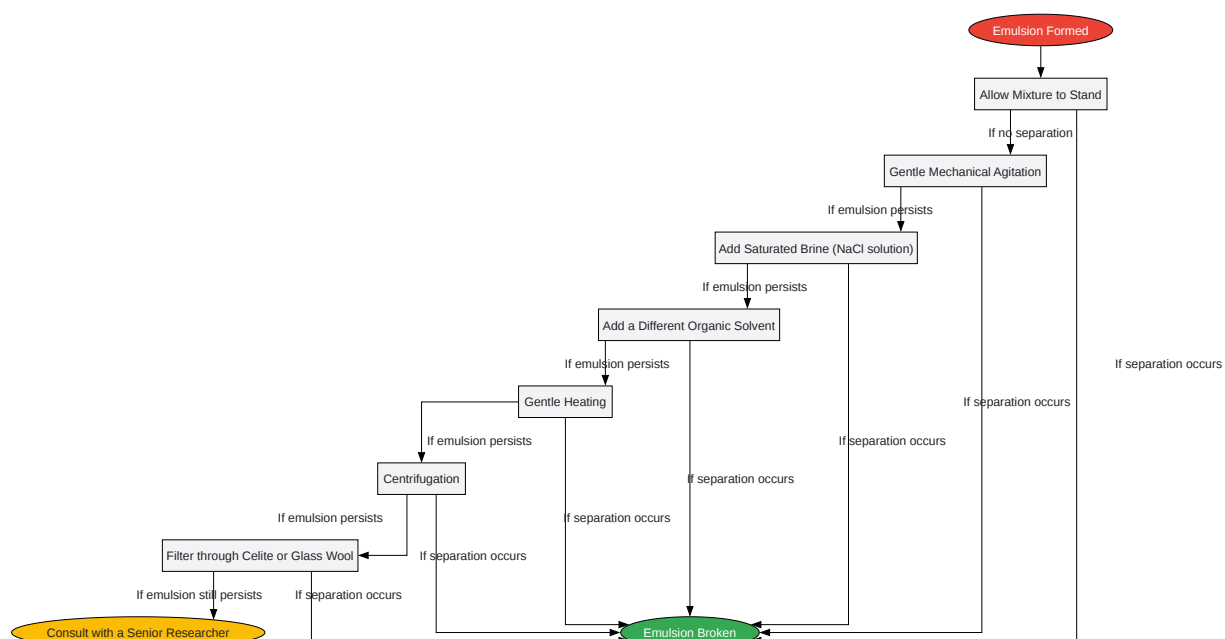 Emulsion Formed
Allow Mixture to Stand
If no separation
Gentle Mechanical Agitation
If emulsion persists
Add Saturated Brine (NaCl solution)
If emulsion persists
Add a Different Organic Solvent
If emulsion persists
If separation occurs
Gentle Heating
If separation occurs
If emulsion persists
If separation occurs
Centrifugation
If separation occurs
If emulsion persists
If separation occurs
Filter through Celite or Glass Wool
If separation occurs
If emulsion still persists
If separation occurs
Consult with a Senior Researcher
Emulsion Broken